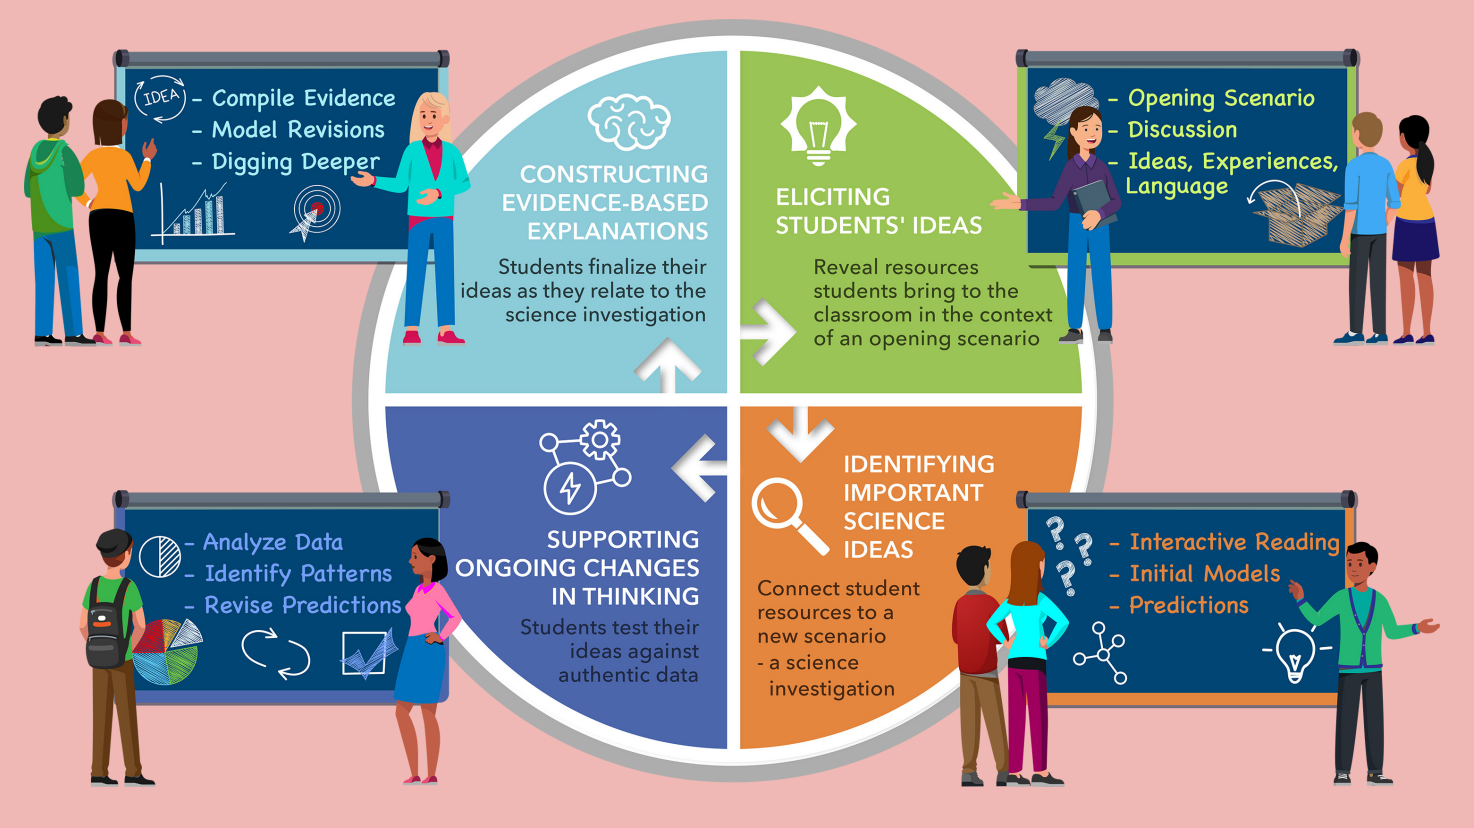 IDEA
- Compile Evidence
- Model Revisions
- Digging Deeper
CONSTRUCTING
EVIDENCE-BASED
EXPLANATIONS
Students finalize their
ideas as they relate to the
science investigation
ELICITING
STUDENTS' IDEAS
Reveal resources
students bring to the
classroom in the context
of an opening scenario
- Opening Scenario
- Discussion
- Ideas, Experiences,
Language
- Analyze Data
- Identify Patterns
- Revise Predictions
SUPPORTING
ONGOING CHANGES
IN THINKING
Students test their
ideas against
authentic data
IDENTIFYING
IMPORTANT
SCIENCE
IDEAS
Connect student
resources to a
new scenario
- a science
investigation
? ? ?
- Interactive Reading
- Initial Models
- Predictions